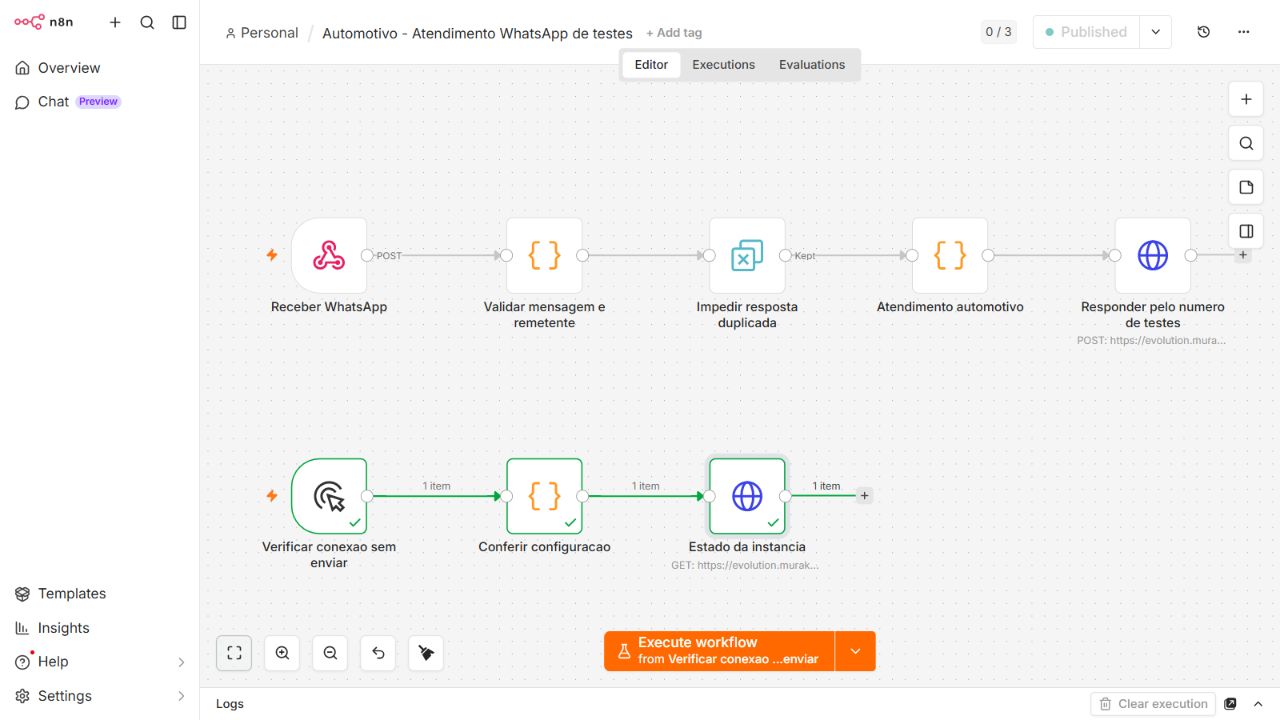 n8n
Personal / Automotivo - Atendimento WhatsApp de testes + Add tag
0 / 3
Published
Editor
Executions
Evaluations
Overview
Chat Preview
POST
Kept
Receber WhatsApp
Validar mensagem e
remetente
Impedir resposta
duplicada
Atendimento automotivo
Responder pelo numero
de testes
POST: https://evolution.mura...
1 item
1 item
1 item
Verificar conexao sem
enviar
Conferir configuracao
Estado da instancia
GET: https://evolution.murak...
Templates
Insights
Help
Settings
Execute workflow
from Verificar conexao ...enviar
Logs
Clear execution